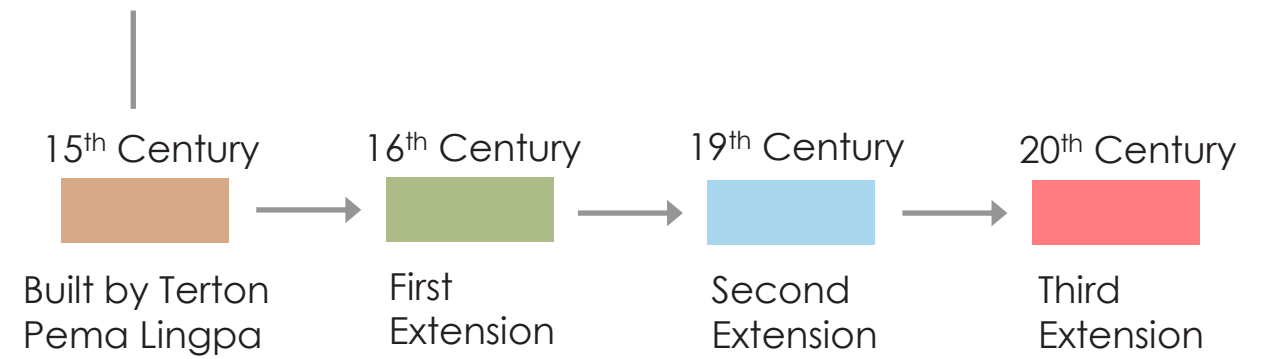 15th Century
Built by Terton
Pema Lingpa
16th Century
First
Extension
19th Century
Second
Extension
20th Century
Third
Extension